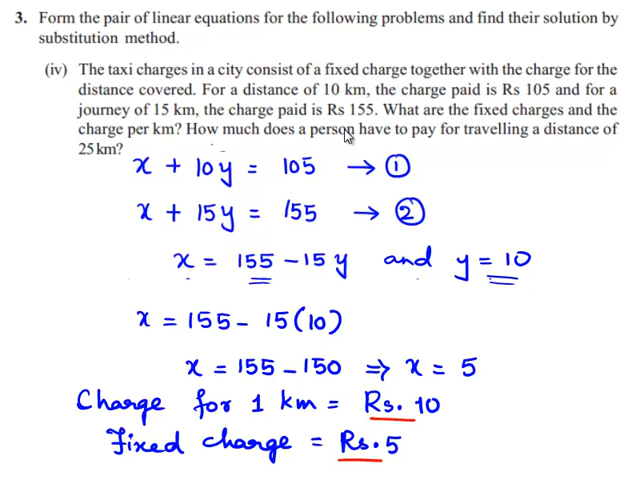 3. Form the pair of linear equations for the following problems and find their solution by
substitution method.
(iv) The taxi charges in a city consist of a fixed charge together with the charge for the
distance covered. For a distance of 10 km, the charge paid is Rs 105 and for a
journey of 15 km, the charge paid is Rs 155. What are the fixed charges and the
charge per km? How much does a person have to pay for travelling a distance of
25 km?
x + 10y = 105 → ①
x + 15y = 155 → ②
x = 155 - 15y and y = 10
x = 155 - 15(10)
x = 155 - 150 ⇒ x = 5
Charge for 1 km = Rs. 10
Fixed charge = Rs. 5